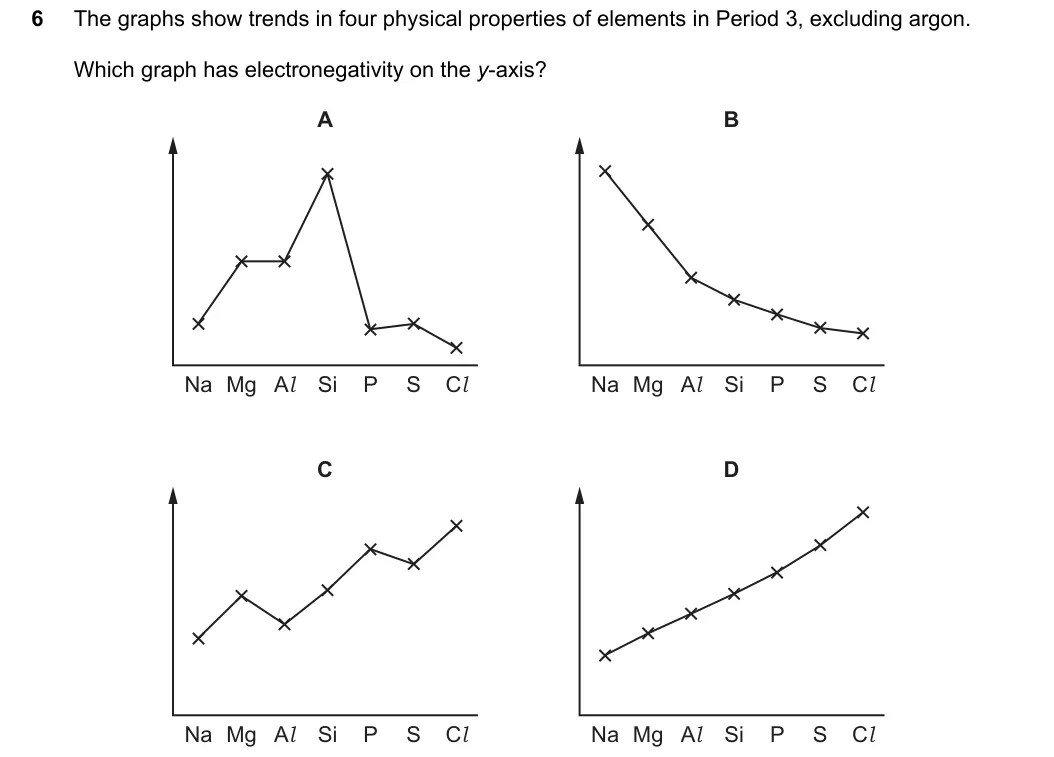 6 The graphs show trends in four physical properties of elements in Period 3, excluding argon.
Which graph has electronegativity on the y-axis?
A
Na Mg Al Si P S Cl
B
Na Mg Al Si P S Cl
C
Na Mg Al Si P S Cl
D
Na Mg Al Si P S Cl